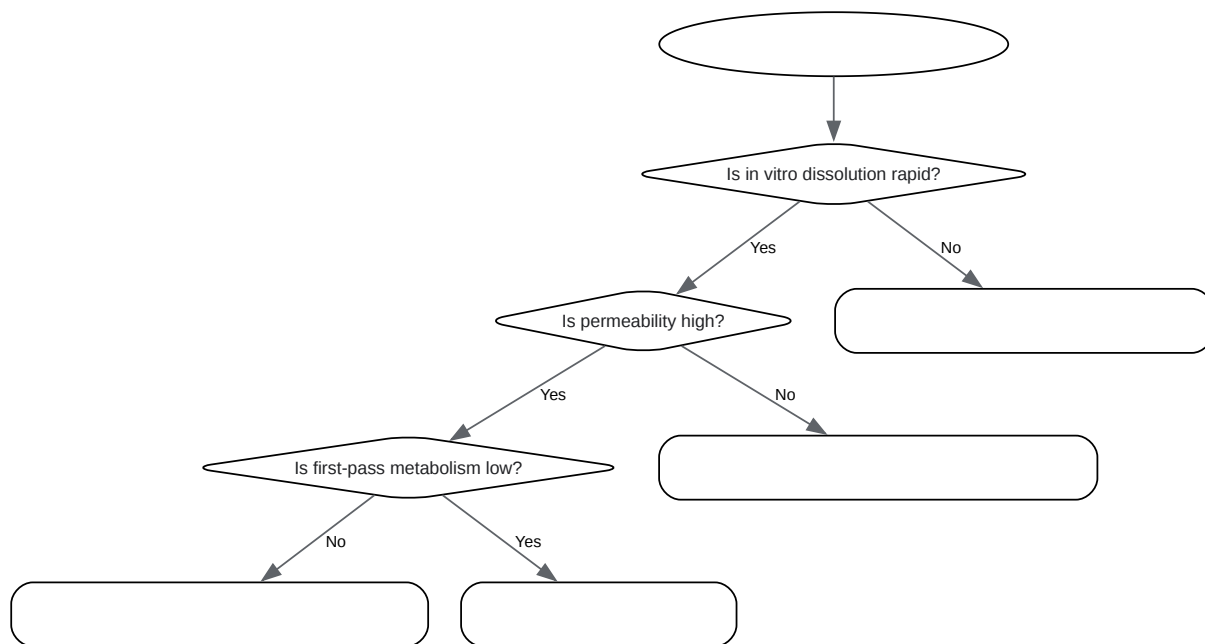 Is in vitro dissolution rapid?
Yes
No
Is permeability high?
Yes
No
Is first-pass metabolism low?
No
Yes